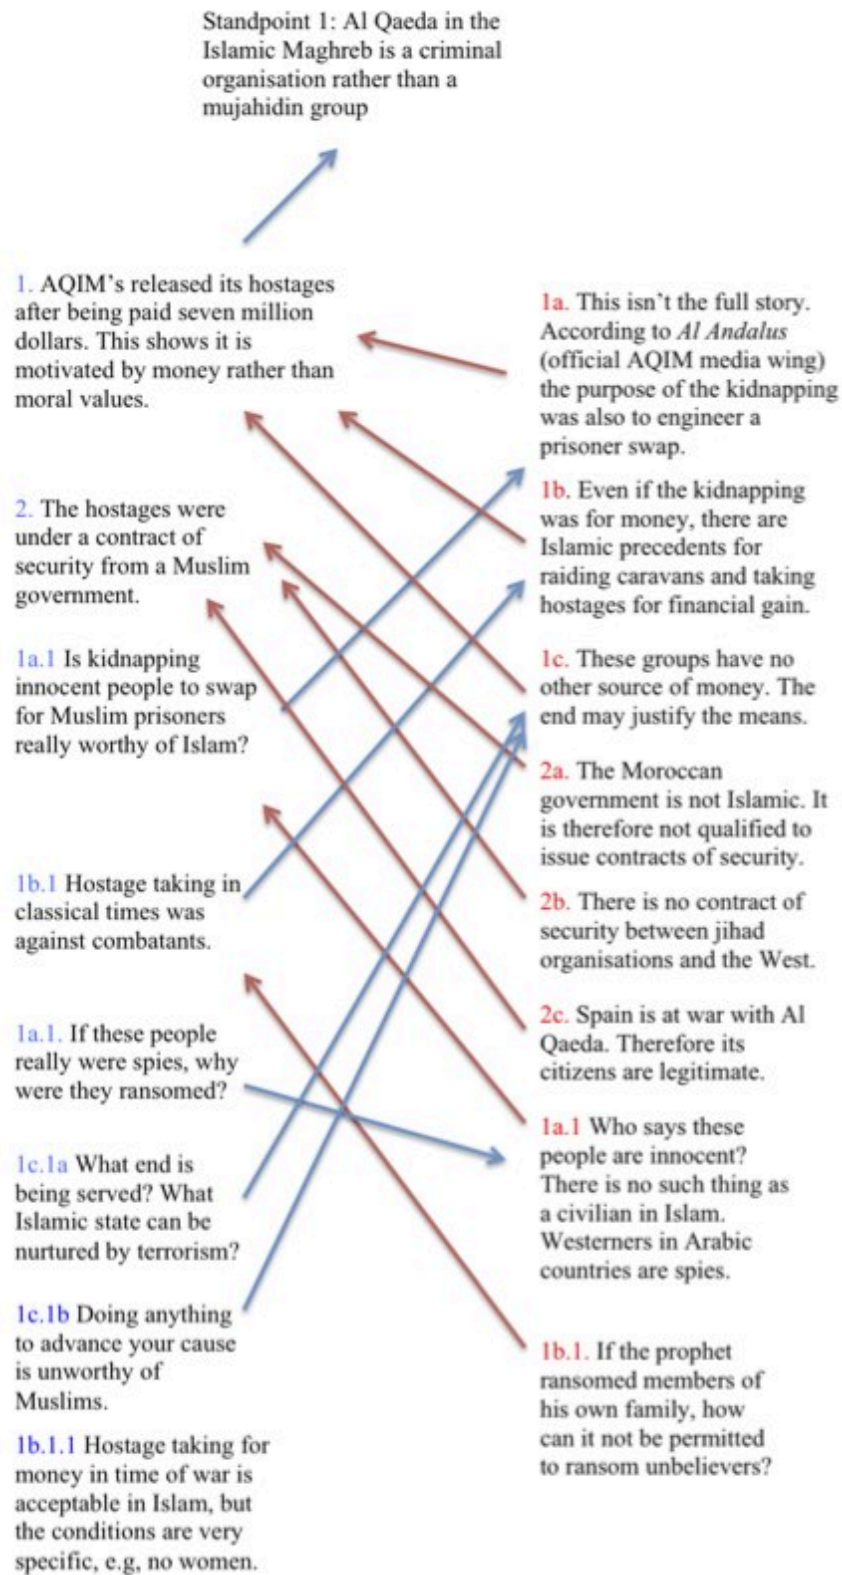 Standpoint 1: Al Qaeda in the
Islamic Maghreb is a criminal
organisation rather than a
mujahidin group
1. AQIM's released its hostages
after being paid seven million
dollars. This shows it is
motivated by money rather than
moral values.
2. The hostages were
under a contract of
security from a Muslim
government.
1a.1 Is kidnapping
innocent people to swap
for Muslim prisoners
really worthy of Islam?
1b.1 Hostage taking in
classical times was
against combatants.
1a.1. If these people
really were spies, why
were they ransomed?
1c.1a What end is
being served? What
Islamic state can be
nurtured by terrorism?
1c.1b Doing anything
to advance your cause
is unworthy of
Muslims.
1b.1.1 Hostage taking for
money in time of war is
acceptable in Islam, but
the conditions are very
specific, e.g, no women.
1a. This isn't the full story.
According to Al Andalus
(official AQIM media wing)
the purpose of the kidnapping
was also to engineer a
prisoner swap.
1b. Even if the kidnapping
was for money, there are
Islamic precedents for
raiding caravans and taking
hostages for financial gain.
1c. These groups have no
other source of money. The
end may justify the means.
2a. The Moroccan
government is not Islamic. It
is therefore not qualified to
issue contracts of security.
2b. There is no contract of
security between jihad
organisations and the West.
2c. Spain is at war with Al
Qaeda. Therefore its
citizens are legitimate.
1a.1 Who says these
people are innocent?
There is no such thing as
a civilian in Islam.
Westerners in Arabic
countries are spies.
1b.1. If the prophet
ransomed members of
his own family, how
can it not be permitted
to ransom unbelievers?